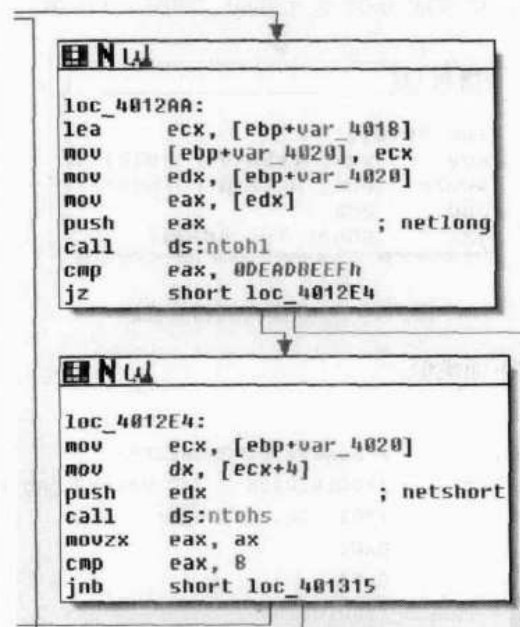 loc_4012AA:
lea ecx, [ebp+var_4018]
mov [ebp+var_4020], ecx
mov edx, [ebp+var_4020]
mov eax, [edx]
push eax ; netlong
call ds:ntohl
cmp eax, 0DEADBEEFh
jz short loc_4012E4
loc_4012E4:
mov ecx, [ebp+var_4020]
mov dx, [ecx+4]
push edx ; netshort
call ds:ntohs
movzx eax, ax
cmp eax, 8
jnb short loc_401315